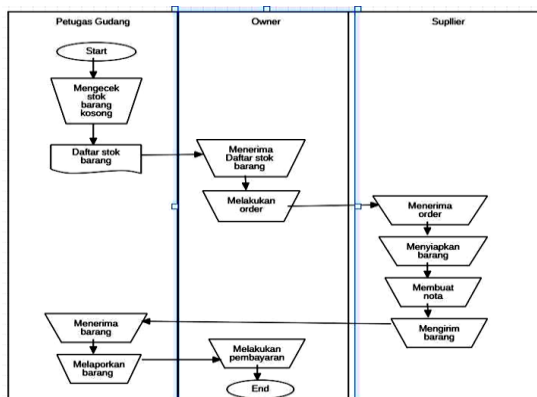 Petugas Gudang
Owner
Supllier
Start
Mengecek
stok
barang
kosong
Daftar stok
barang
Menerima
Daftar stok
barang
Melakukan
order
Menerima
order
Menyiapkan
barang
Membuat
nota
Mengirim
barang
Menerima
barang
Melaporkan
barang
Melakukan
pembayaran
End